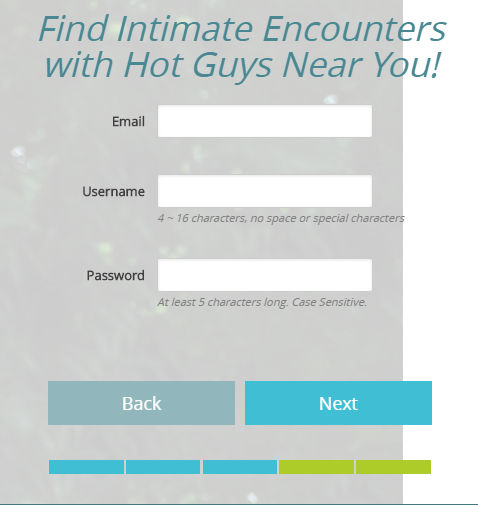 Find Intimate Encounters
with Hot Guys Near You!
Email
Username
4 ~ 16 characters, no space or special characters
Password
At least 5 characters long. Case Sensitive.
Back Next